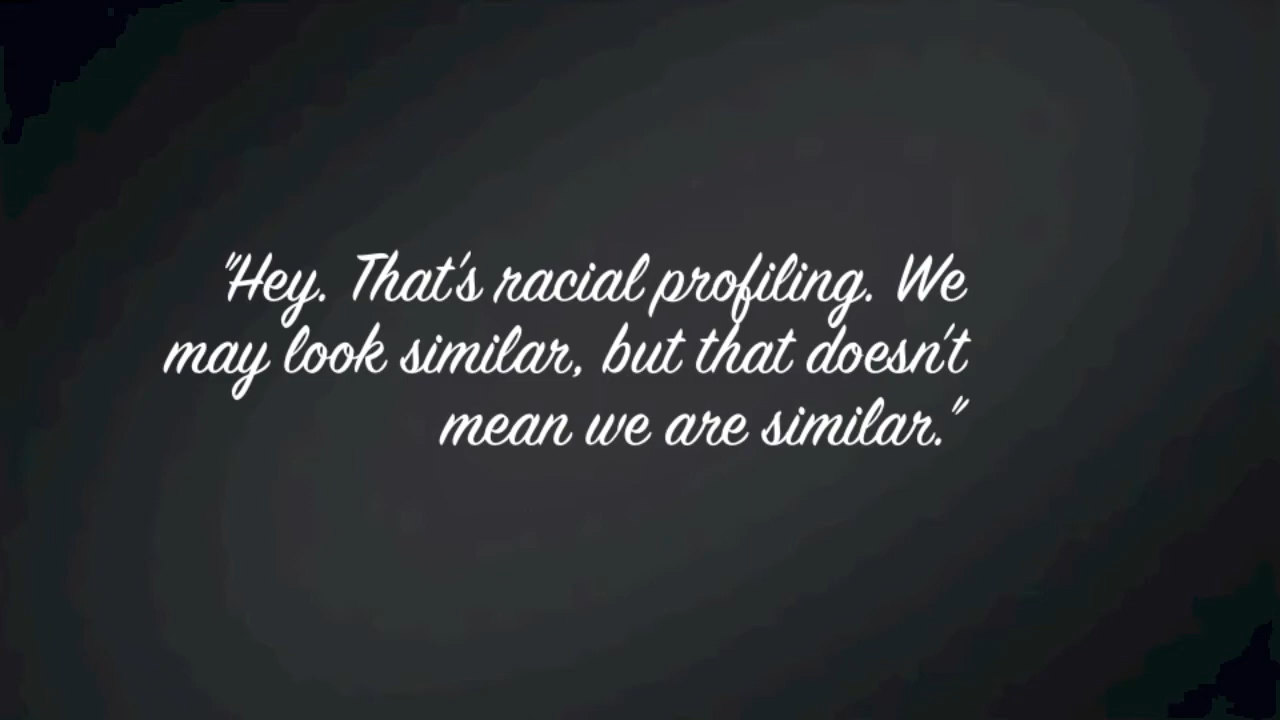 "Hey. That's racial profiling. We
may look similar, but that doesn't
mean we are similar."